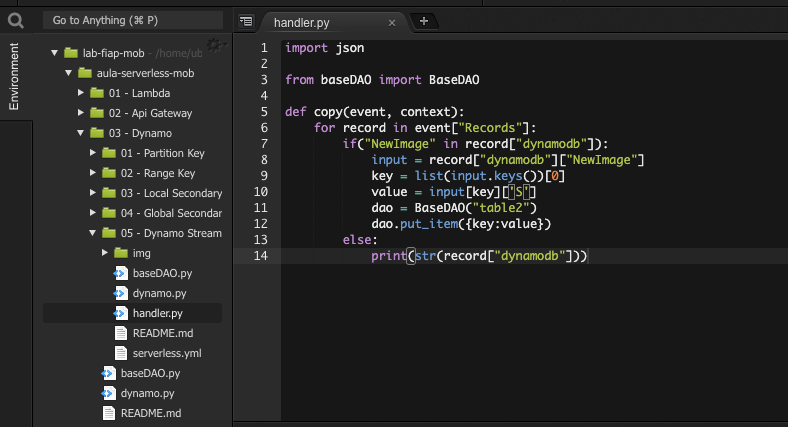 Go to Anything (⌘ P)
handler.py
Environment
lab-fiap-mob - /home/ub
aula-serverless-mob
01 - Lambda
02 - Api Gateway
03 - Dynamo
01 - Partition Key
02 - Range Key
03 - Local Secondary
04 - Global Secondar
05 - Dynamo Stream
img
baseDAO.py
dynamo.py
handler.py
README.md
serverless.yml
baseDAO.py
dynamo.py
README.md
1 import json
2
3 from baseDAO import BaseDAO
4
5 def copy(event, context):
6     for record in event["Records"]:
7         if("NewImage" in record["dynamodb"]):
8             input = record["dynamodb"]["NewImage"]
9             key = list(input.keys())[0]
10             value = input[key]['S']
11             dao = BaseDAO("table2")
12             dao.put_item({key:value})
13         else:
14             print(str(record["dynamodb"]))